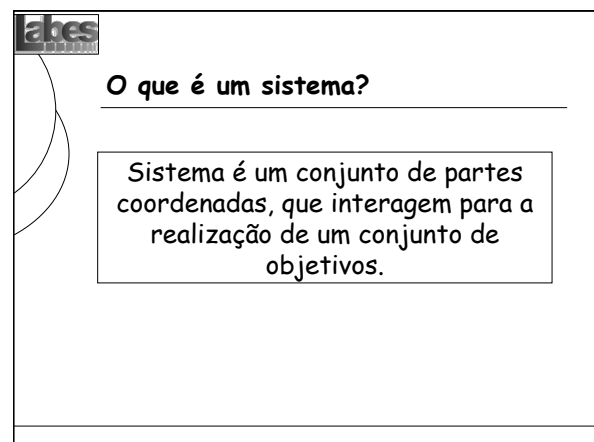 Labes
O que é um sistema?
Sistema é um conjunto de partes
coordenadas, que interagem para a
realização de um conjunto de
objetivos.